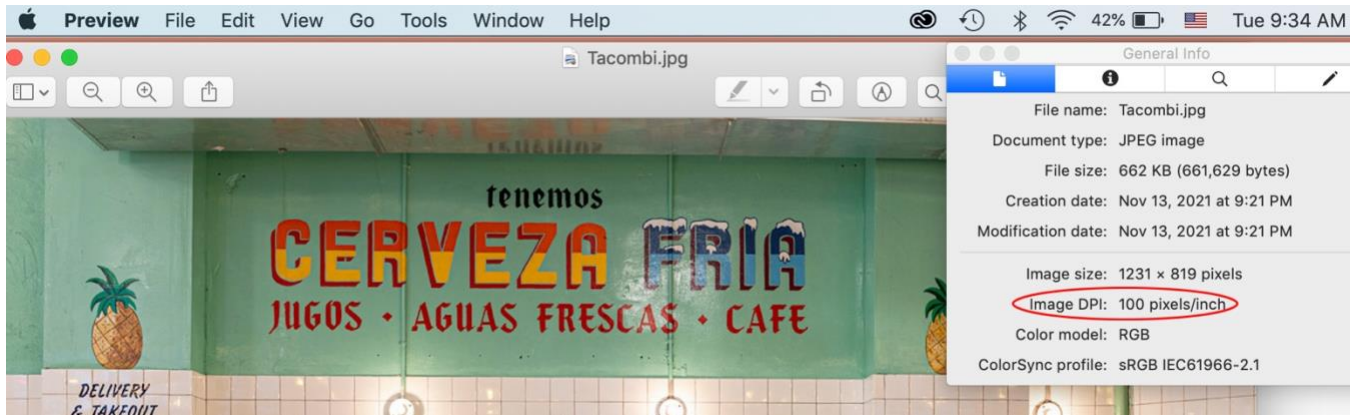 Preview File Edit View Go Tools Window Help 42% Tue 9:34 AM
Tacombi.jpg
General Info
File name: Tacombi.jpg
Document type: JPEG image
File size: 662 KB (661,629 bytes)
Creation date: Nov 13, 2021 at 9:21 PM
Modification date: Nov 13, 2021 at 9:21 PM
Image size: 1231 × 819 pixels
Image DPI: 100 pixels/inch
Color model: RGB
ColorSync profile: sRGB IEC61966-2.1
tenemos
CERVEZA FRIA
JUGOS • AGUAS FRESCAS • CAFE
DELIVERY
& TAKEOUT